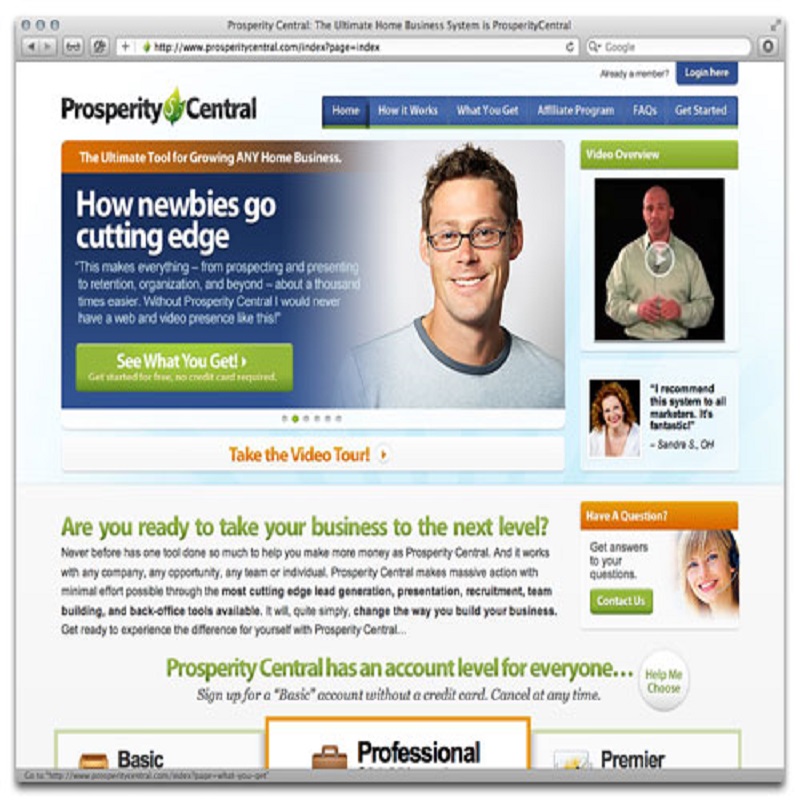 Prosperity Central: The Ultimate Home Business System is ProsperityCentral
http://www.prosperitycentral.com/index?page=index
Google
Already a member?
Login here
Prosperity Central
Home
How it Works
What You Get
Affiliate Program
FAQs
Get Started
The Ultimate Tool for Growing ANY Home Business.
How newbies go
cutting edge
"This makes everything – from prospecting and presenting
to retention, organization, and beyond – about a thousand
times easier. Without Prosperity Central I would never
have a web and video presence like this!"
See What You Get!
Get started for free, no credit card required.
Take the Video Tour!
Video Overview
"I recommend
this system to all
marketers. It's
fantastic!"
– Sandra S., OH
Are you ready to take your business to the next level?
Never before has one tool done so much to help you make more money as Prosperity Central. And it works
with any company, any opportunity, any team or individual. Prosperity Central makes massive action with
minimal effort possible through the most cutting edge lead generation, presentation, recruitment, team
building, and back-office tools available. It will, quite simply, change the way you build your business.
Get ready to experience the difference for yourself with Prosperity Central...
Have A Question?
Get answers
to your
questions.
Contact Us
Prosperity Central has an account level for everyone...
Sign up for a "Basic" account without a credit card. Cancel at any time.
Help Me
Choose
Basic
Professional
Premier
Go to "http://www.prosperitycentral.com/index?page=what-you-get"